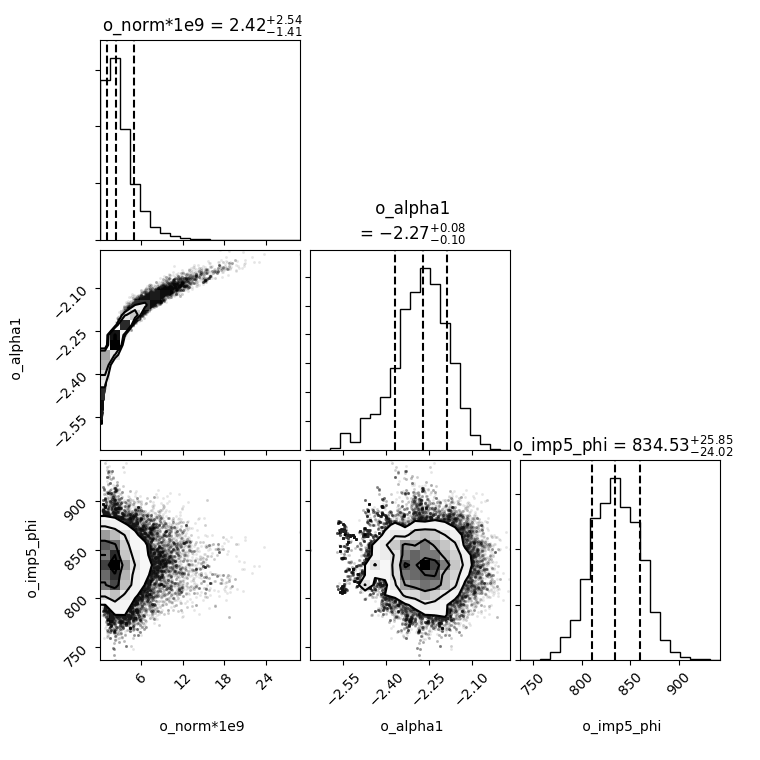 o_norm*1e9 = 2.42+2.54−1.41
o_alpha1
= −2.27+0.08−0.10
o_alpha1
−2.10
−2.25
−2.40
−2.55
o_imp5_phi = 834.53+25.85−24.02
o_imp5_phi
900
850
800
750
6 12 18 24
−2.55 −2.40 −2.25 −2.10
750 800 850 900
o_norm*1e9 o_alpha1 o_imp5_phi